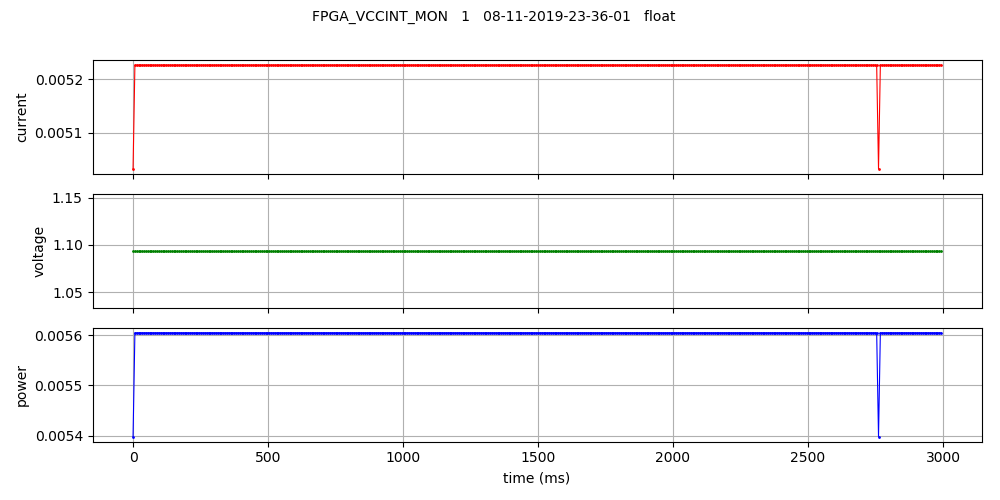 FPGA_VCCINT_MON 1 08-11-2019-23-36-01 float
0.0052
0.0051
current
1.15
1.10
1.05
voltage
0.0056
0.0055
0.0054
power
0 500 1000 1500 2000 2500 3000
time (ms)